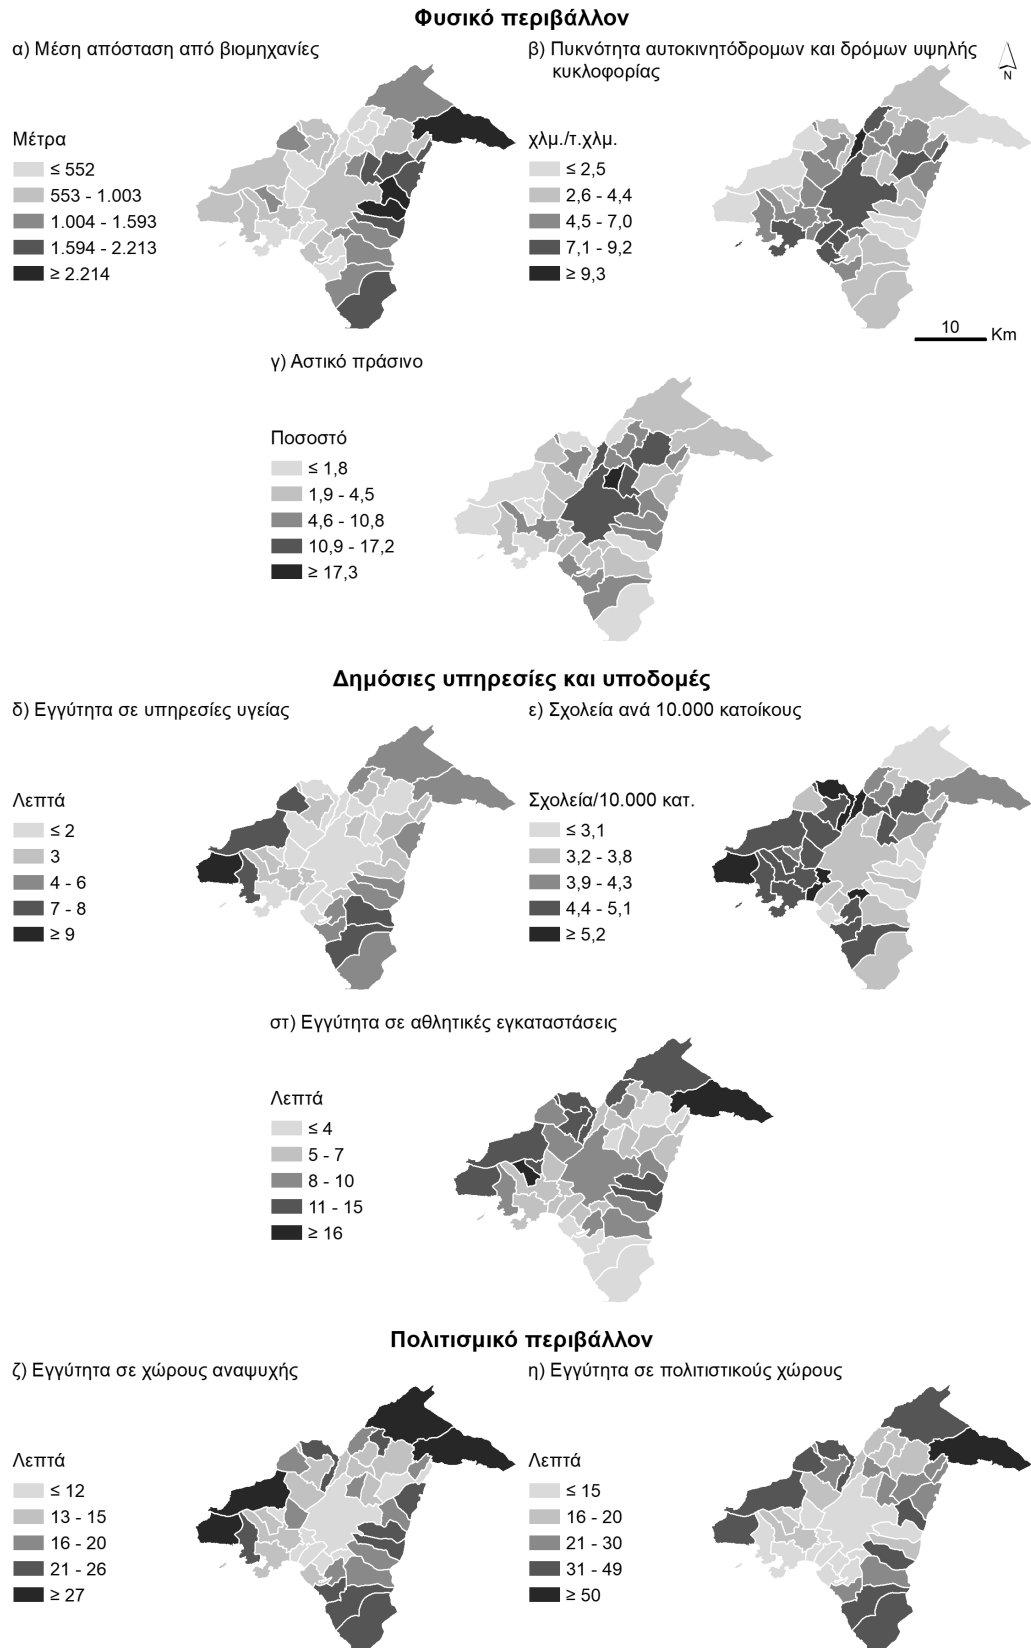 Φυσικό περιβάλλον
α) Μέση απόσταση από βιομηχανίες
Μέτρα
≤ 552
553 - 1.003
1.004 - 1.593
1.594 - 2.213
≥ 2.214
β) Πυκνότητα αυτοκινητόδρομων και δρόμων υψηλής
κυκλοφορίας
N
χλμ./τ.χλμ.
≤ 2,5
2,6 - 4,4
4,5 - 7,0
7,1 - 9,2
≥ 9,3
10 Km
γ) Αστικό πράσινο
Ποσοστό
≤ 1,8
1,9 - 4,5
4,6 - 10,8
10,9 - 17,2
≥ 17,3
Δημόσιες υπηρεσίες και υποδομές
δ) Εγγύτητα σε υπηρεσίες υγείας
Λεπτά
≤ 2
3
4 - 6
7 - 8
≥ 9
ε) Σχολεία ανά 10.000 κατοίκους
Σχολεία/10.000 κατ.
≤ 3,1
3,2 - 3,8
3,9 - 4,3
4,4 - 5,1
≥ 5,2
στ) Εγγύτητα σε αθλητικές εγκαταστάσεις
Λεπτά
≤ 4
5 - 7
8 - 10
11 - 15
≥ 16
Πολιτισμικό περιβάλλον
ζ) Εγγύτητα σε χώρους αναψυχής
Λεπτά
≤ 12
13 - 15
16 - 20
21 - 26
≥ 27
η) Εγγύτητα σε πολιτιστικούς χώρους
Λεπτά
≤ 15
16 - 20
21 - 30
31 - 49
≥ 50